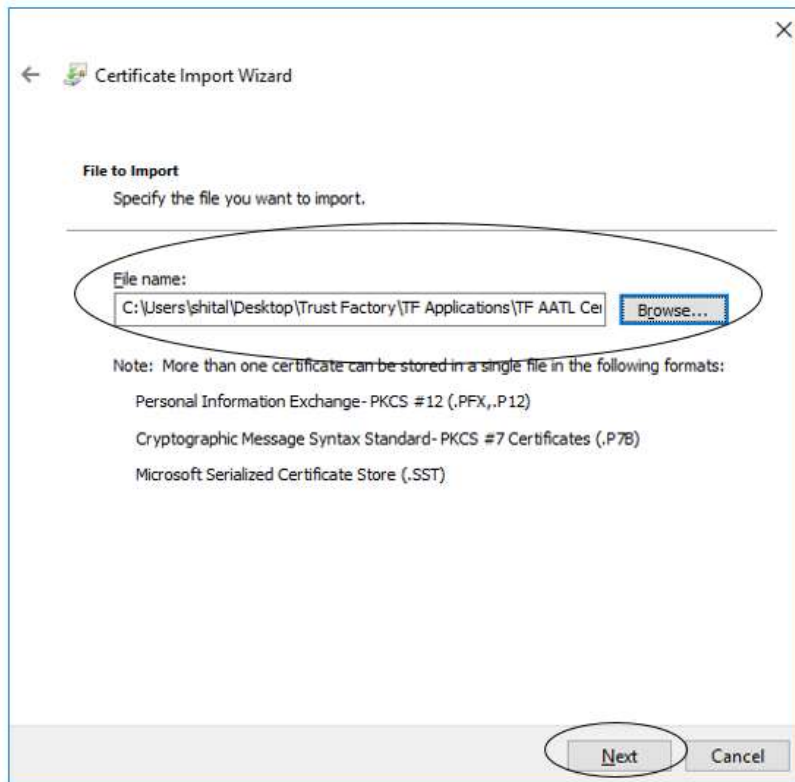 Certificate Import Wizard
File to Import
Specify the file you want to import.
File name:
C:\Users\shital\Desktop\Trust Factory\TF Applications\TF AATL Cer
Browse...
Note: More than one certificate can be stored in a single file in the following formats:
Personal Information Exchange- PKCS #12 (.PFX,.P12)
Cryptographic Message Syntax Standard- PKCS #7 Certificates (.P7B)
Microsoft Serialized Certificate Store (.SST)
Next Cancel